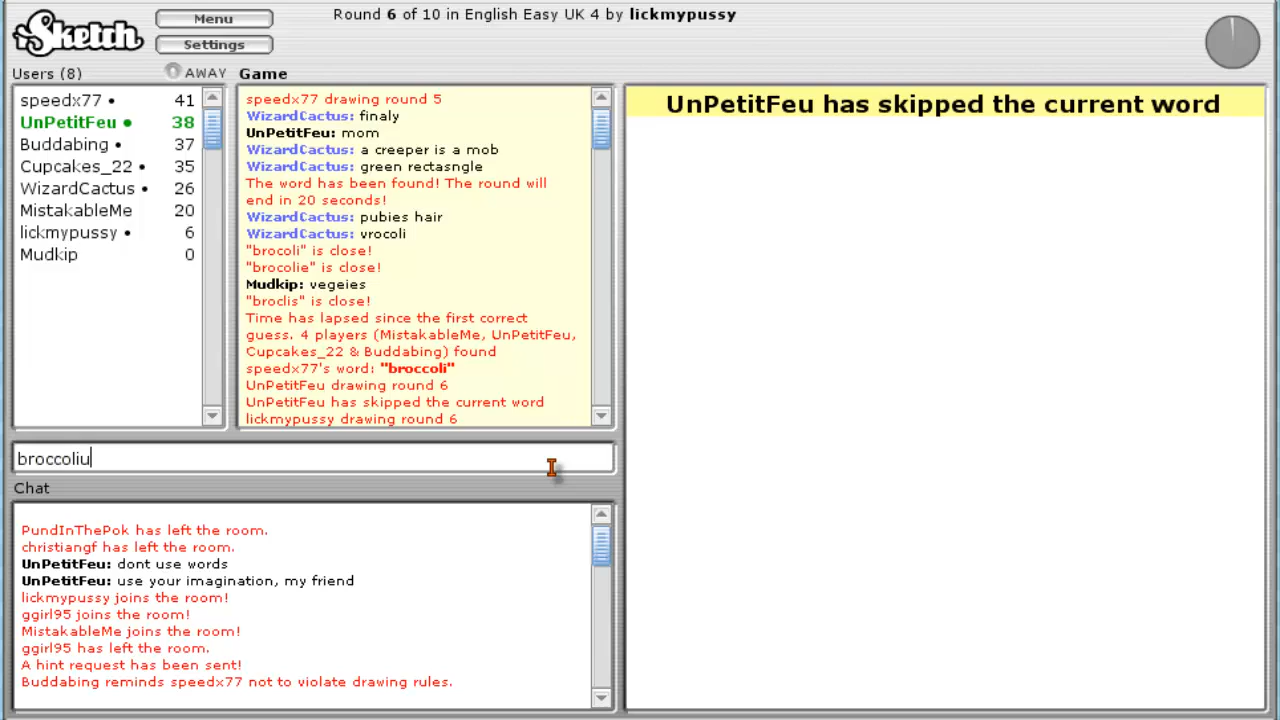 iSketch
Menu
Settings
Round 6 of 10 in English Easy UK 4 by lickmypussy
Users (8)
AWAY
Game
speedx77 • 41
UnPetitFeu • 38
Buddabing • 37
Cupcakes_22 • 35
WizardCactus • 26
MistakableMe 20
lickmypussy • 6
Mudkip 0
speedx77 drawing round 5
WizardCactus: finaly
UnPetitFeu: mom
WizardCactus: a creeper is a mob
WizardCactus: green rectasngle
The word has been found! The round will
end in 20 seconds!
WizardCactus: pubies hair
WizardCactus: vrocoli
"brocoli" is close!
"brocolie" is close!
Mudkip: vegeies
"broclis" is close!
Time has lapsed since the first correct
guess. 4 players (MistakableMe, UnPetitFeu,
Cupcakes_22 & Buddabing) found
speedx77's word: "broccoli"
UnPetitFeu drawing round 6
UnPetitFeu has skipped the current word
lickmypussy drawing round 6
UnPetitFeu has skipped the current word
broccoliu
Chat
PundInThePok has left the room.
christiangf has left the room.
UnPetitFeu: dont use words
UnPetitFeu: use your imagination, my friend
lickmypussy joins the room!
ggirl95 joins the room!
MistakableMe joins the room!
ggirl95 has left the room.
A hint request has been sent!
Buddabing reminds speedx77 not to violate drawing rules.